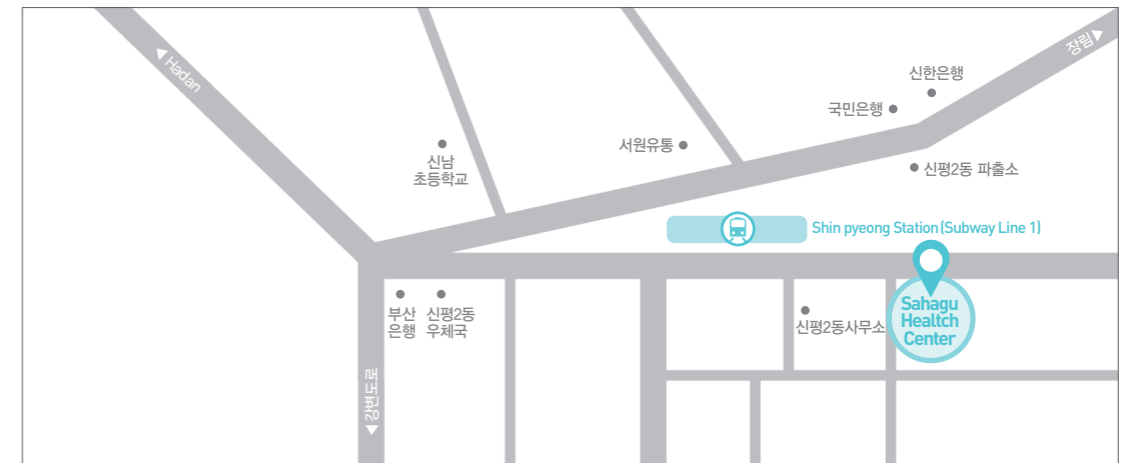 ◀ Hadan
장림▶
신한은행
국민은행
서원유통
신남
초등학교
신평2동 파출소
Shin pyeong Station(Subway Line 1)
부산
은행
신평2동
우체국
신평2동사무소
Sahagu
Healtch
Center
◀강변도로